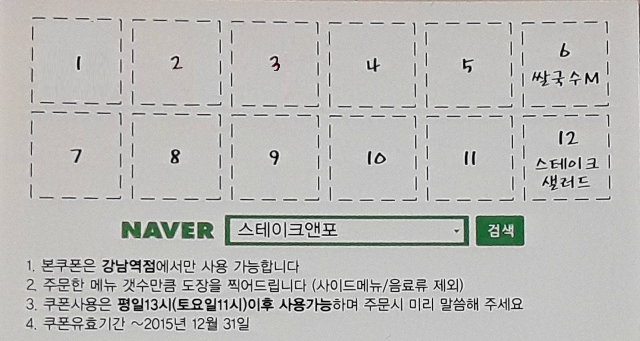 1 2 3 4 5 6
쌀국수M
7 8 9 10 11 12
스테이크
샐러드
NAVER 스테이크앤포 검색
1. 본쿠폰은 강남역점에서만 사용 가능합니다
2. 주문한 메뉴 갯수만큼 도장을 찍어드립니다 (사이드메뉴/음료류 제외)
3. 쿠폰사용은 평일13시(토요일11시)이후 사용가능하며 주문시 미리 말씀해 주세요
4. 쿠폰유효기간 ~2015년 12월 31일